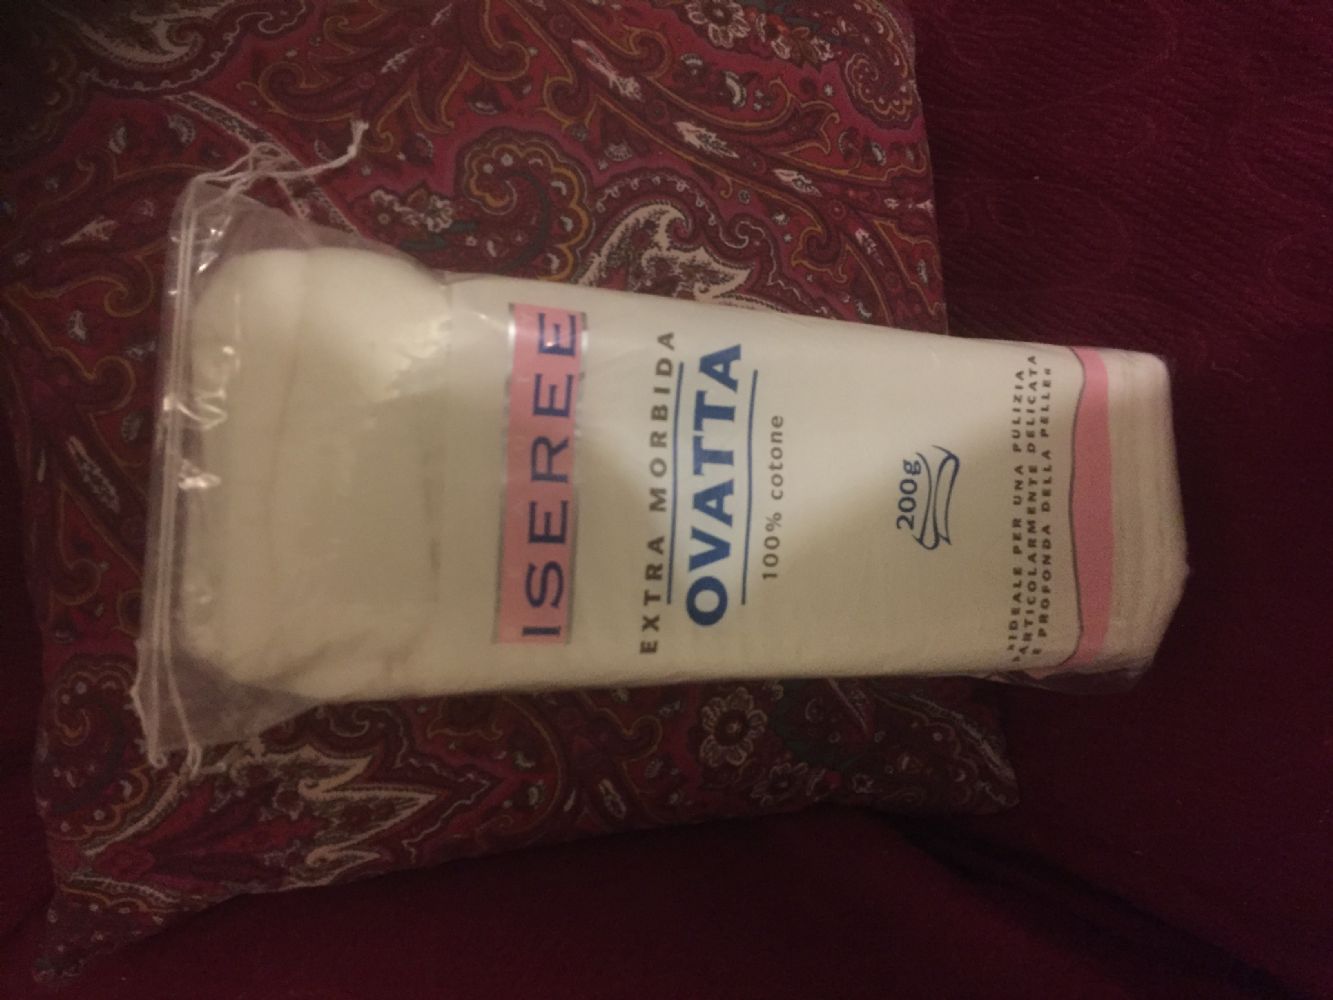 ISEREE
EXTRA MORBIDA
OVATTA
100% cotone
200g
»IDEALE PER UNA PULIZIA
PARTICOLARMENTE DELICATA
E PROFONDA DELLA PELLE«